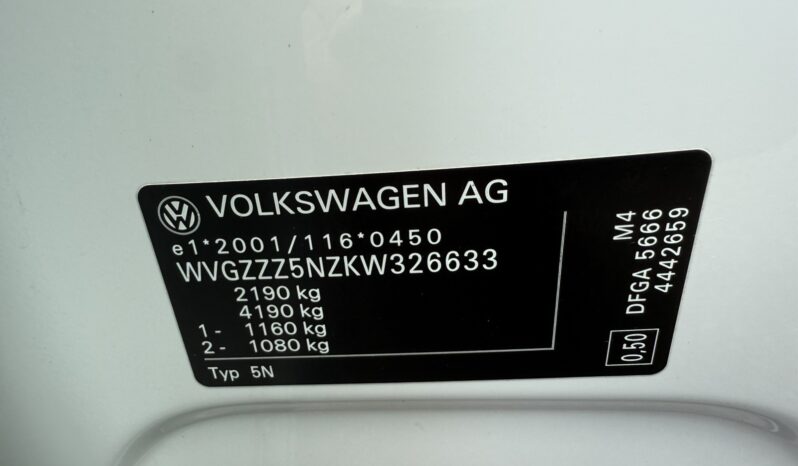 VOLKSWAGEN AG
e1*2001/116*0450
WVGZZZ5NZKW326633
2190 kg
4190 kg
1- 1160 kg
2- 1080 kg
Typ 5N
M4
DFGA 5666
4442659
0,50